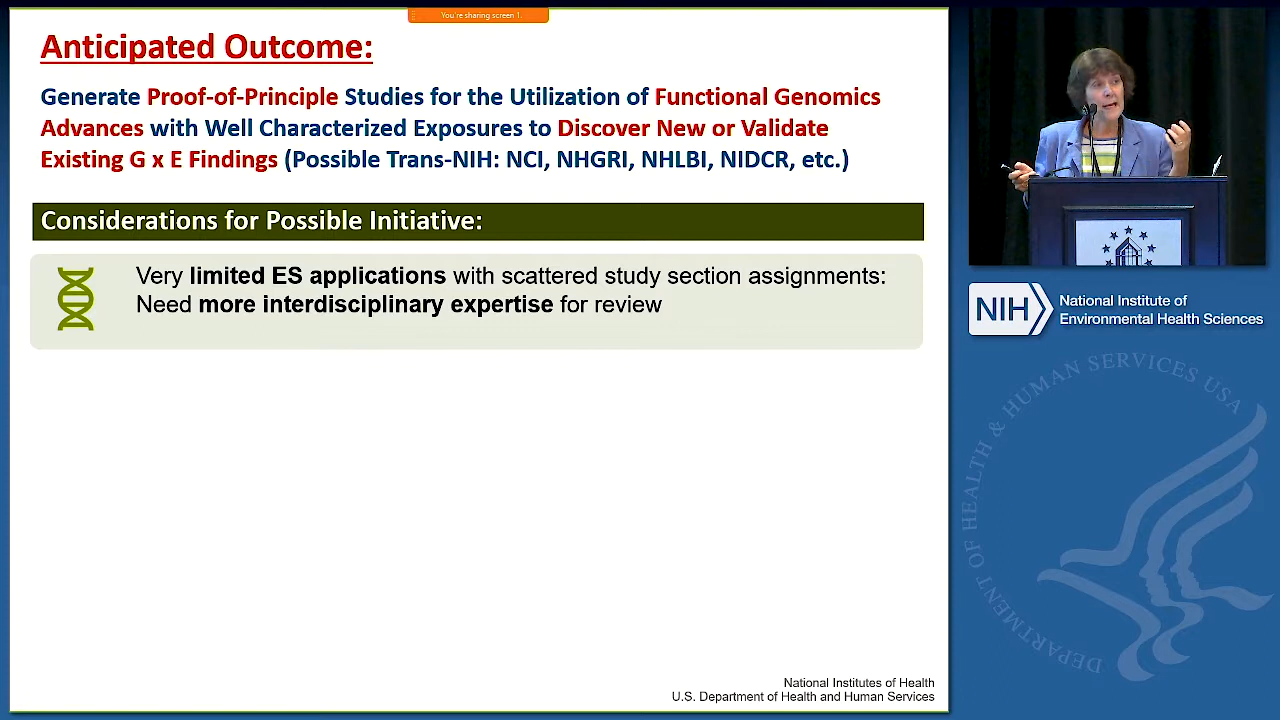 You're sharing screen 1.
Anticipated Outcome:
Generate Proof-of-Principle Studies for the Utilization of Functional Genomics
Advances with Well Characterized Exposures to Discover New or Validate
Existing G x E Findings (Possible Trans-NIH: NCI, NHGRI, NHLBI, NIDCR, etc.)
Considerations for Possible Initiative:
Very limited ES applications with scattered study section assignments:
Need more interdisciplinary expertise for review
National Institutes of Health
U.S. Department of Health and Human Services
NIH
National Institute of
Environmental Health Sciences
DEPARTMENT OF HEALTH & HUMAN SERVICES USA